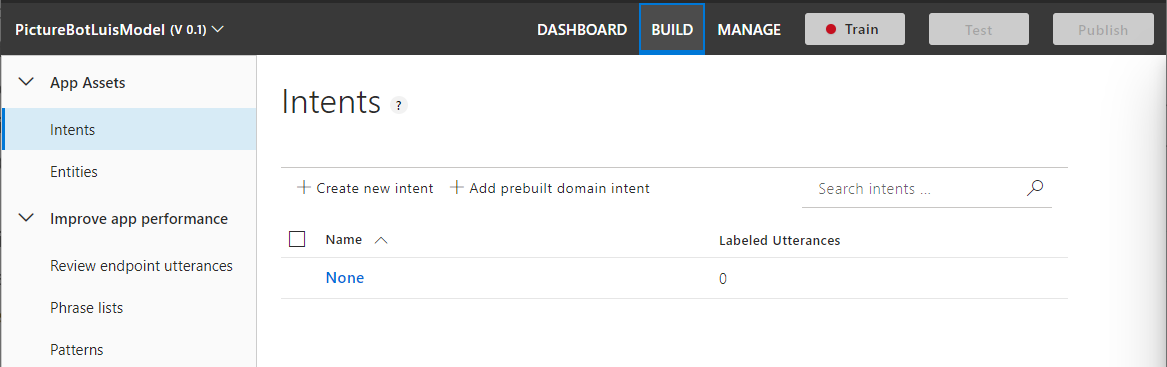 PictureBotLuisModel (V 0.1) DASHBOARD BUILD MANAGE Train Test Publish
App Assets
Intents
Entities
Improve app performance
Review endpoint utterances
Phrase lists
Patterns
Intents ?
+ Create new intent + Add prebuilt domain intent Search intents ...
Name Labeled Utterances
None 0